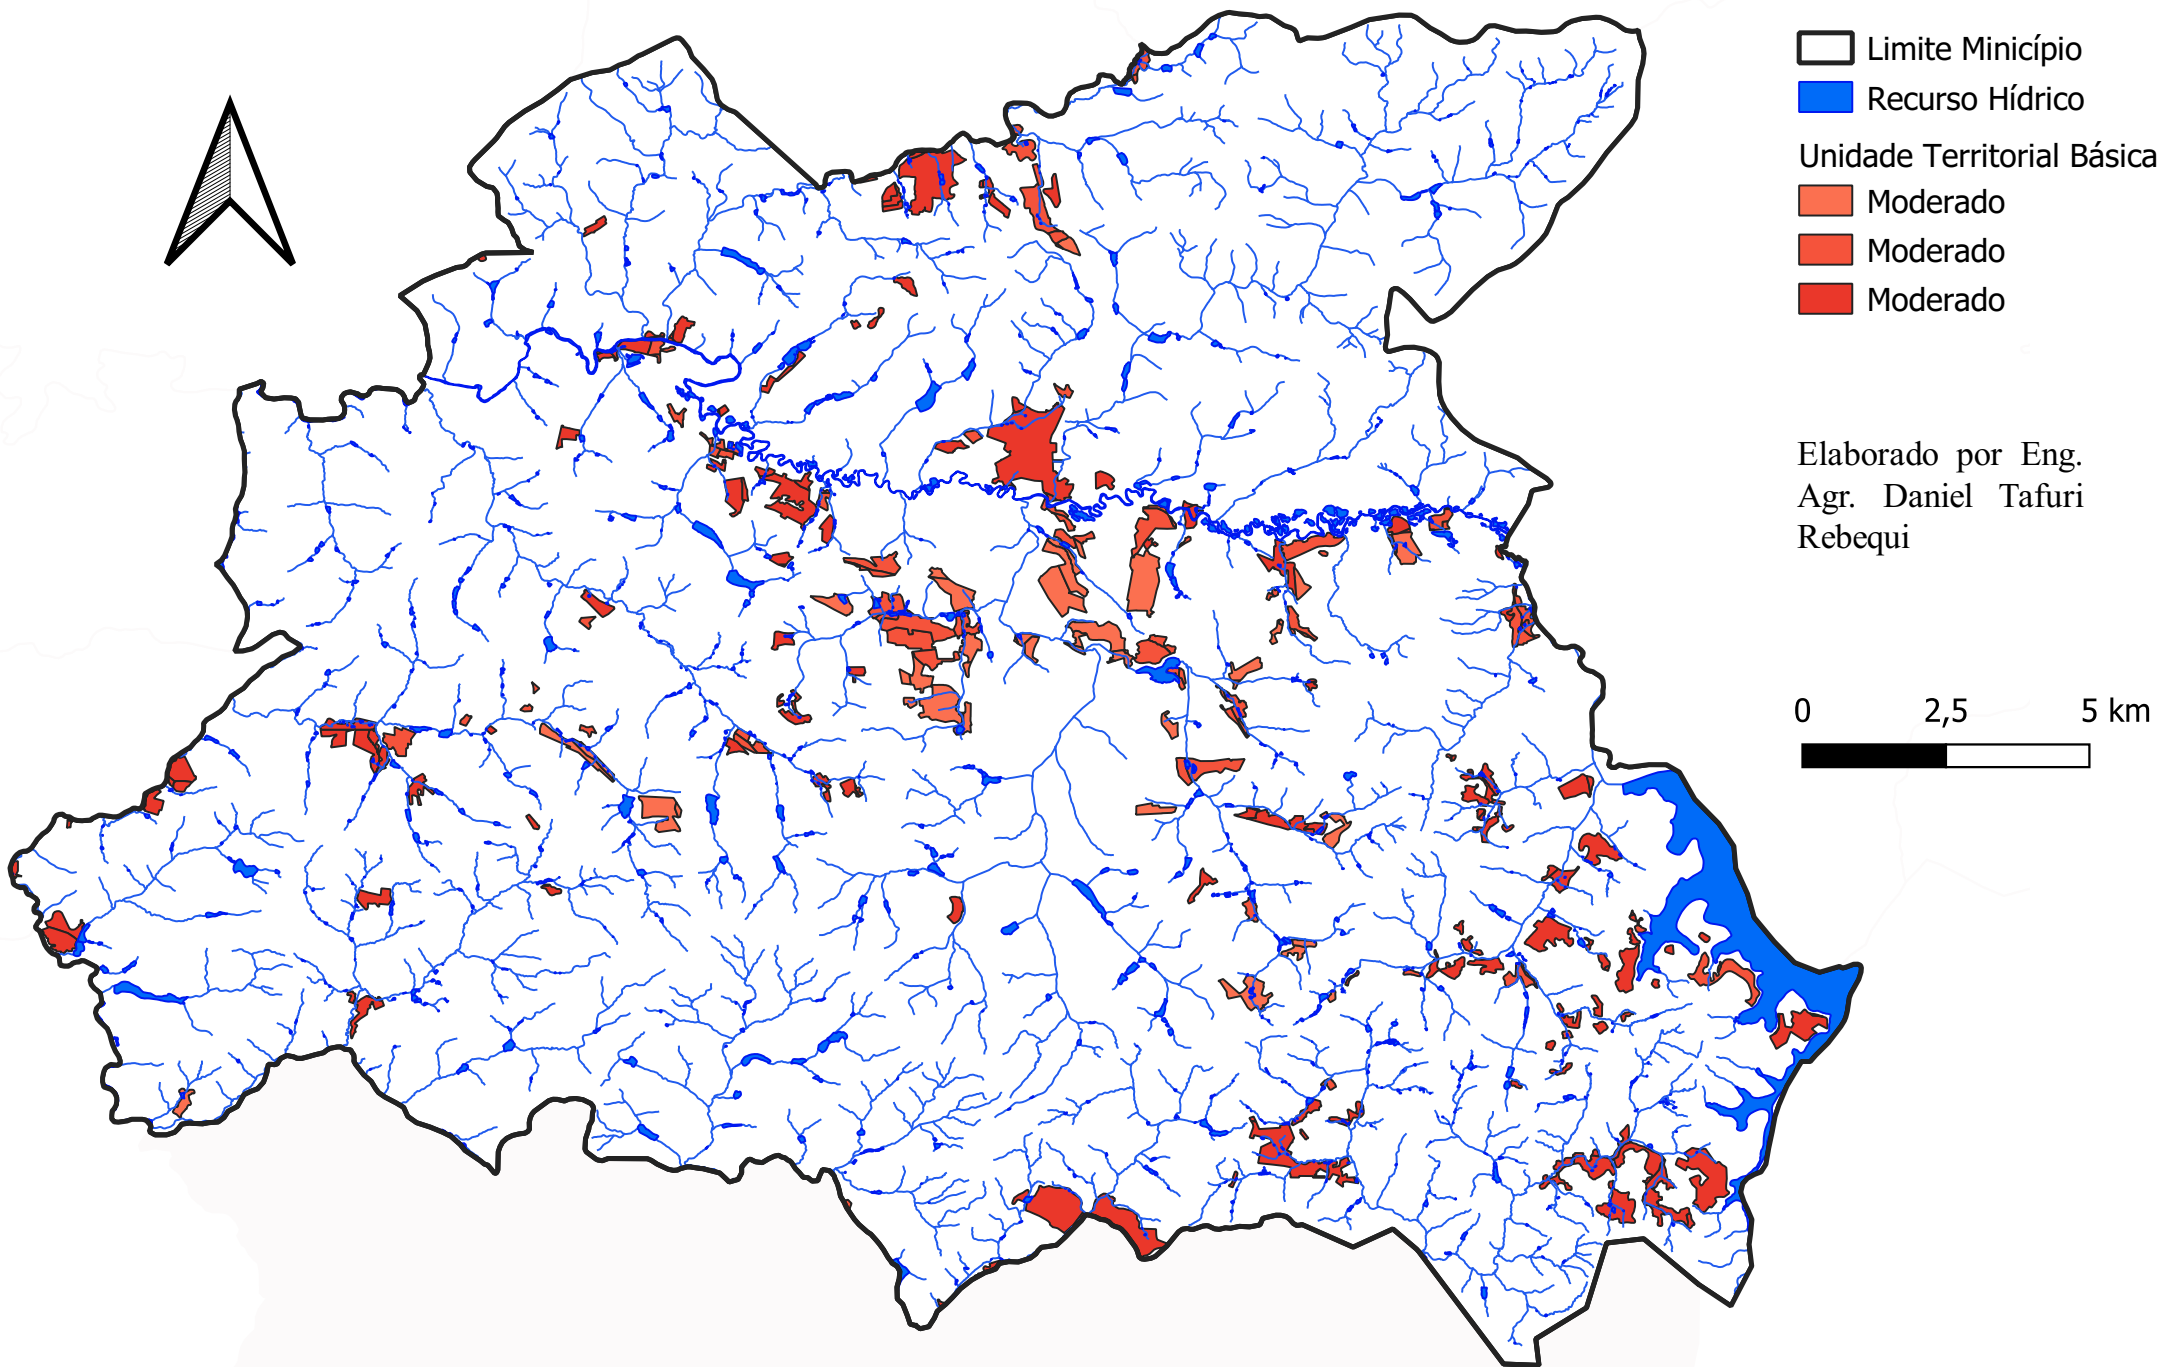 Limite Minicípio
Recurso Hídrico
Unidade Territorial Básica
Moderado
Moderado
Moderado
Elaborado por Eng.
Agr. Daniel Tafuri
Rebequi
0 2,5 5 km